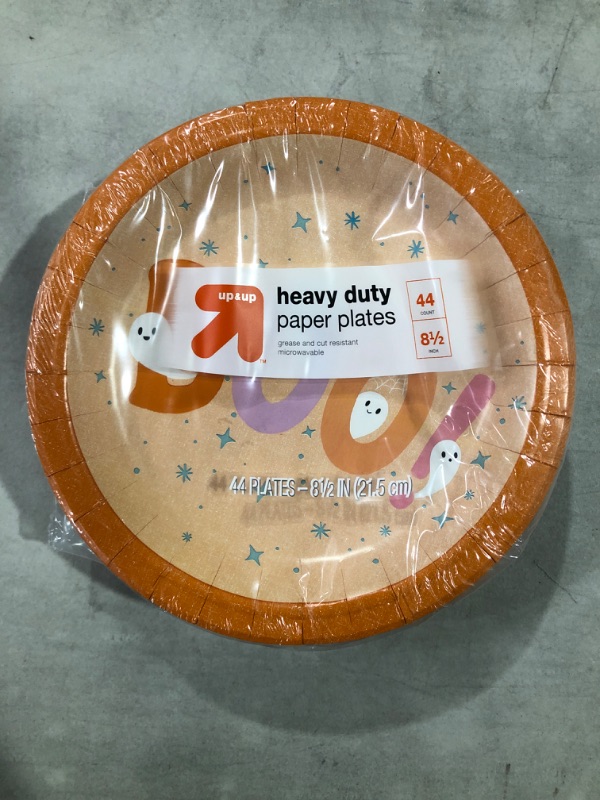 up&up
heavy duty
paper plates
grease and cut resistant
microwavable
44
COUNT
8½
INCH
BOO!
44 PLATES – 8½ IN (21.5 cm)